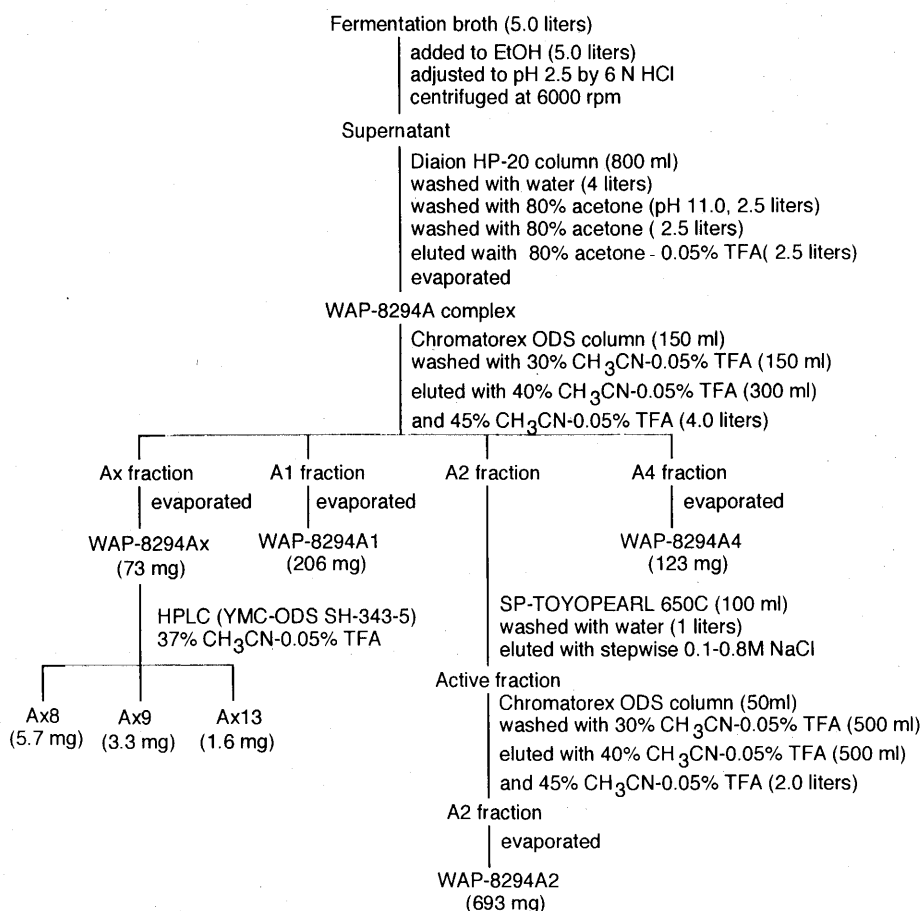 Fermentation broth (5.0 liters)
added to EtOH (5.0 liters)
adjusted to pH 2.5 by 6 N HCl
centrifuged at 6000 rpm
Supernatant
Diaion HP-20 column (800 ml)
washed with water (4 liters)
washed with 80% acetone (pH 11.0, 2.5 liters)
washed with 80% acetone ( 2.5 liters)
eluted waith 80% acetone - 0.05% TFA( 2.5 liters)
evaporated
WAP-8294A complex
Chromatorex ODS column (150 ml)
washed with 30% CH3CN-0.05% TFA (150 ml)
eluted with 40% CH3CN-0.05% TFA (300 ml)
and 45% CH3CN-0.05% TFA (4.0 liters)
Ax fraction
evaporated
WAP-8294Ax
(73 mg)
HPLC (YMC-ODS SH-343-5)
37% CH3CN-0.05% TFA
Ax8
(5.7 mg)
Ax9
(3.3 mg)
Ax13
(1.6 mg)
A1 fraction
evaporated
WAP-8294A1
(206 mg)
A2 fraction
SP-TOYOPEARL 650C (100 ml)
washed with water (1 liters)
eluted with stepwise 0.1-0.8M NaCl
Active fraction
Chromatorex ODS column (50ml)
washed with 30% CH3CN-0.05% TFA (500 ml)
eluted with 40% CH3CN-0.05% TFA (500 ml)
and 45% CH3CN-0.05% TFA (2.0 liters)
A2 fraction
evaporated
WAP-8294A2
(693 mg)
A4 fraction
evaporated
WAP-8294A4
(123 mg)